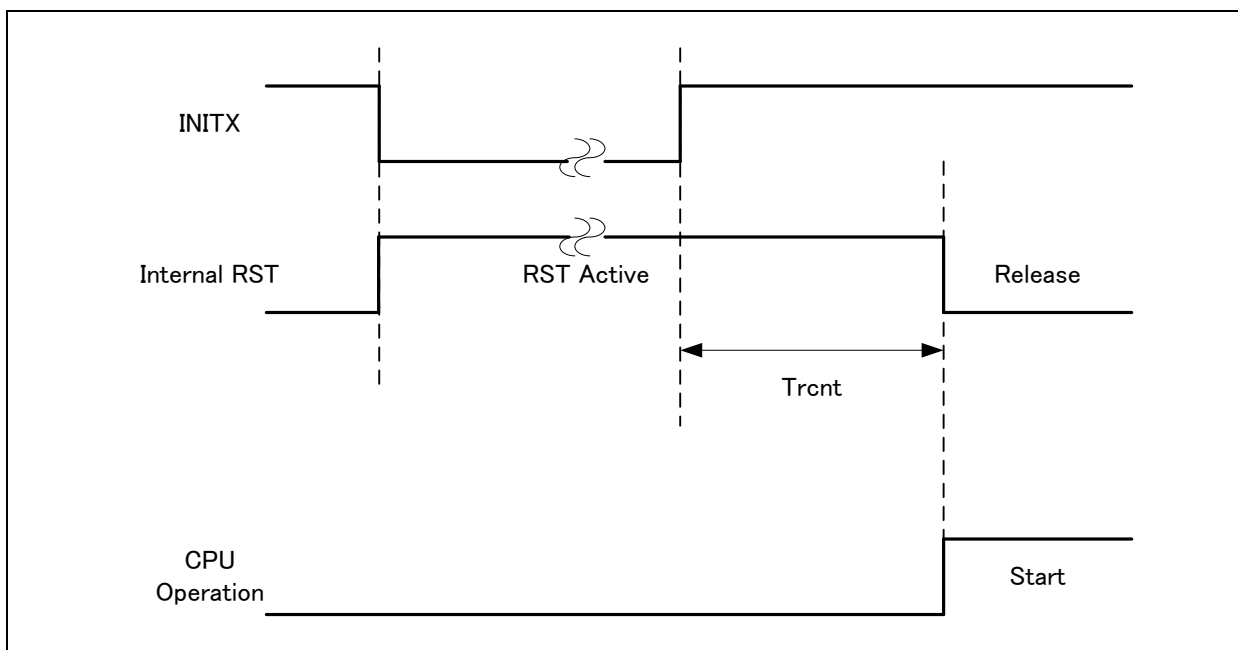 INITX
Internal RST
RST Active
Release
Trcnt
CPU
Operation
Start